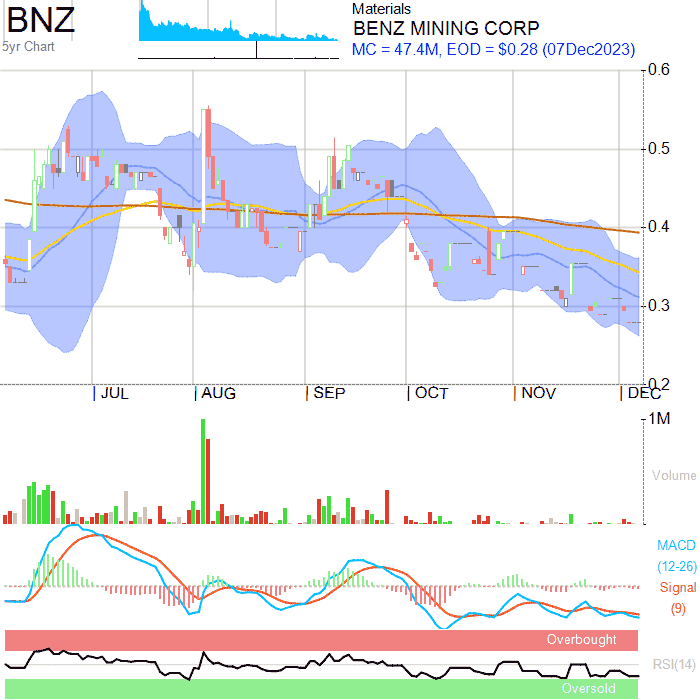 BNZ
5yr Chart
Materials
BENZ MINING CORP
MC = 47.4M, EOD = $0.28 (07Dec2023)
0.6
0.5
0.4
0.3
0.2
JUL
AUG
SEP
OCT
NOV
DEC
1M
Volume
MACD
(12-26)
Signal
(9)
Overbought
RSI(14)
Oversold